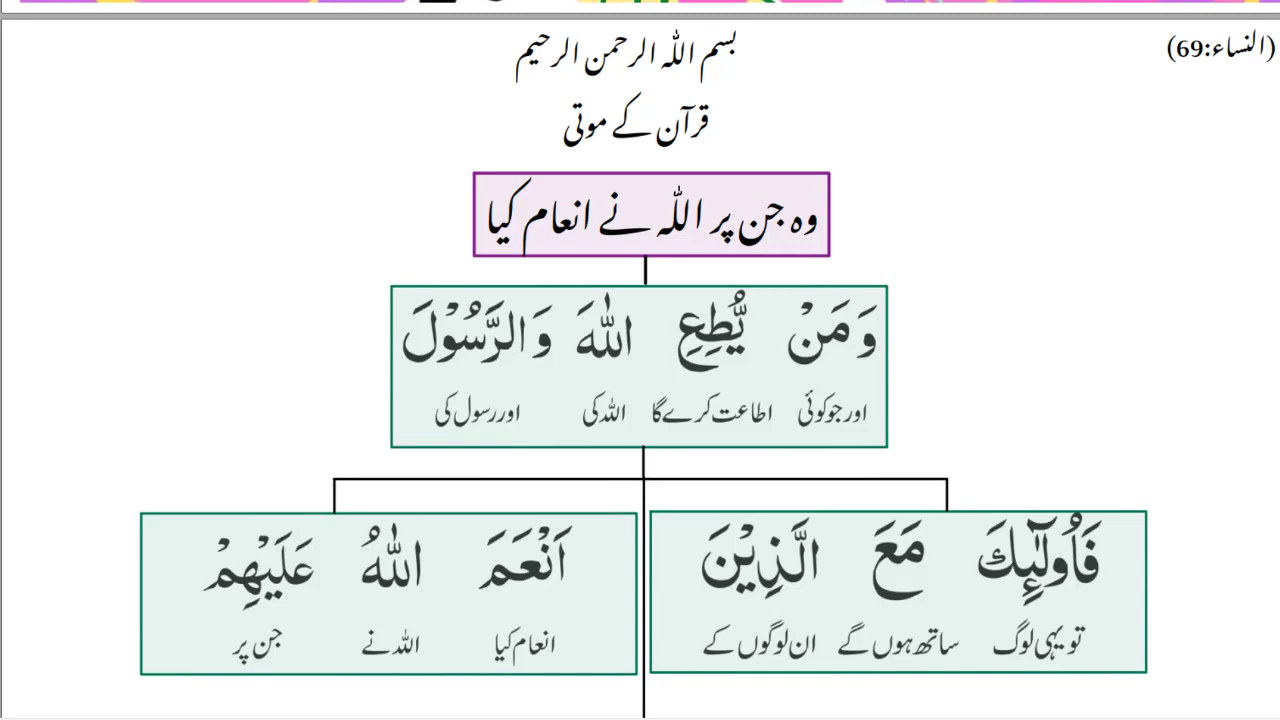 (النساء:69)
بسم اللہ الرحمن الرحیم
قرآن کے موتی
وہ جن پر اللہ نے انعام کیا
وَ مَنْ يُّطِعِ اللّٰهَ وَ الرَّسُوْلَ
اور جو کوئی اطاعت کرے گا اللہ کی اور رسول کی
فَاُولٰٓئِكَ مَعَ الَّذِيْنَ
تو یہی لوگ ساتھ ہوں گے ان لوگوں کے
اَنْعَمَ اللّٰهُ عَلَيْهِمْ
انعام کیا اللہ نے جن پر